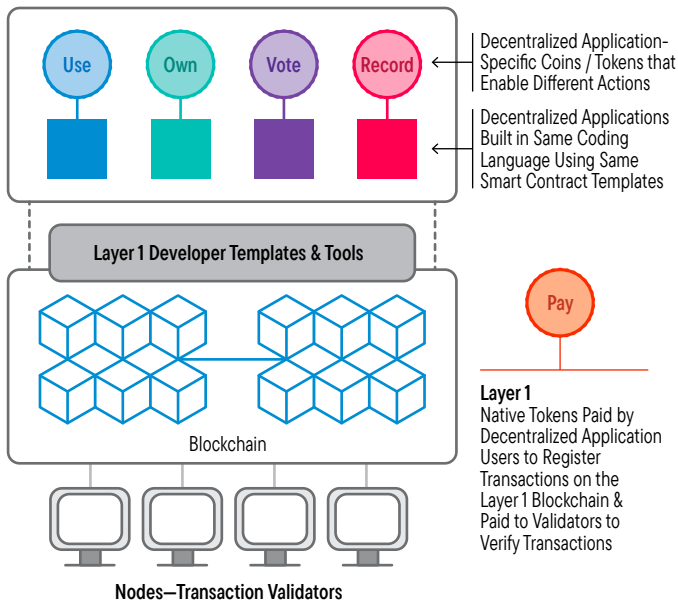 Use
Own
Vote
Record
Decentralized Application-
Specific Coins / Tokens that
Enable Different Actions
Decentralized Applications
Built in Same Coding
Language Using Same
Smart Contract Templates
Layer 1 Developer Templates & Tools
Blockchain
Pay
Layer 1
Native Tokens Paid by
Decentralized Application
Users to Register
Transactions on the
Layer 1 Blockchain &
Paid to Validators to
Verify Transactions
Nodes—Transaction Validators